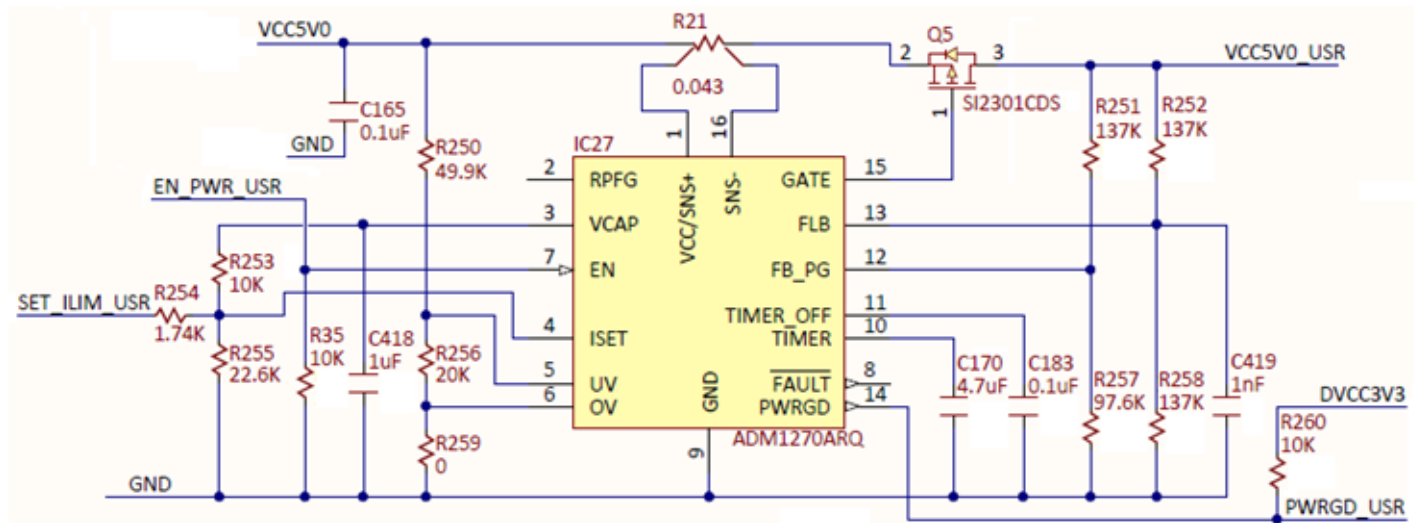 VCC5V0
R21
0.043
Q5
2
3
1
SI2301CDS
VCC5V0_USR
C165
0.1uF
GND
R250
49.9K
R251
137K
R252
137K
IC27
1
16
EN_PWR_USR
2
RPFG
VCC/SNS+
SNS-
GATE
15
3
VCAP
FLB
13
R253
10K
7
EN
FB_PG
12
SET_ILIM_USR
R254
1.74K
TIMER_OFF
11
4
ISET
TIMER
10
R255
22.6K
R35
10K
C418
1uF
R256
20K
5
UV
FAULT
8
6
OV
GND
PWRGD
14
C170
4.7uF
C183
0.1uF
R257
97.6K
R258
137K
C419
1nF
DVCC3V3
R259
0
9
ADM1270ARQ
R260
10K
GND
PWRGD_USR